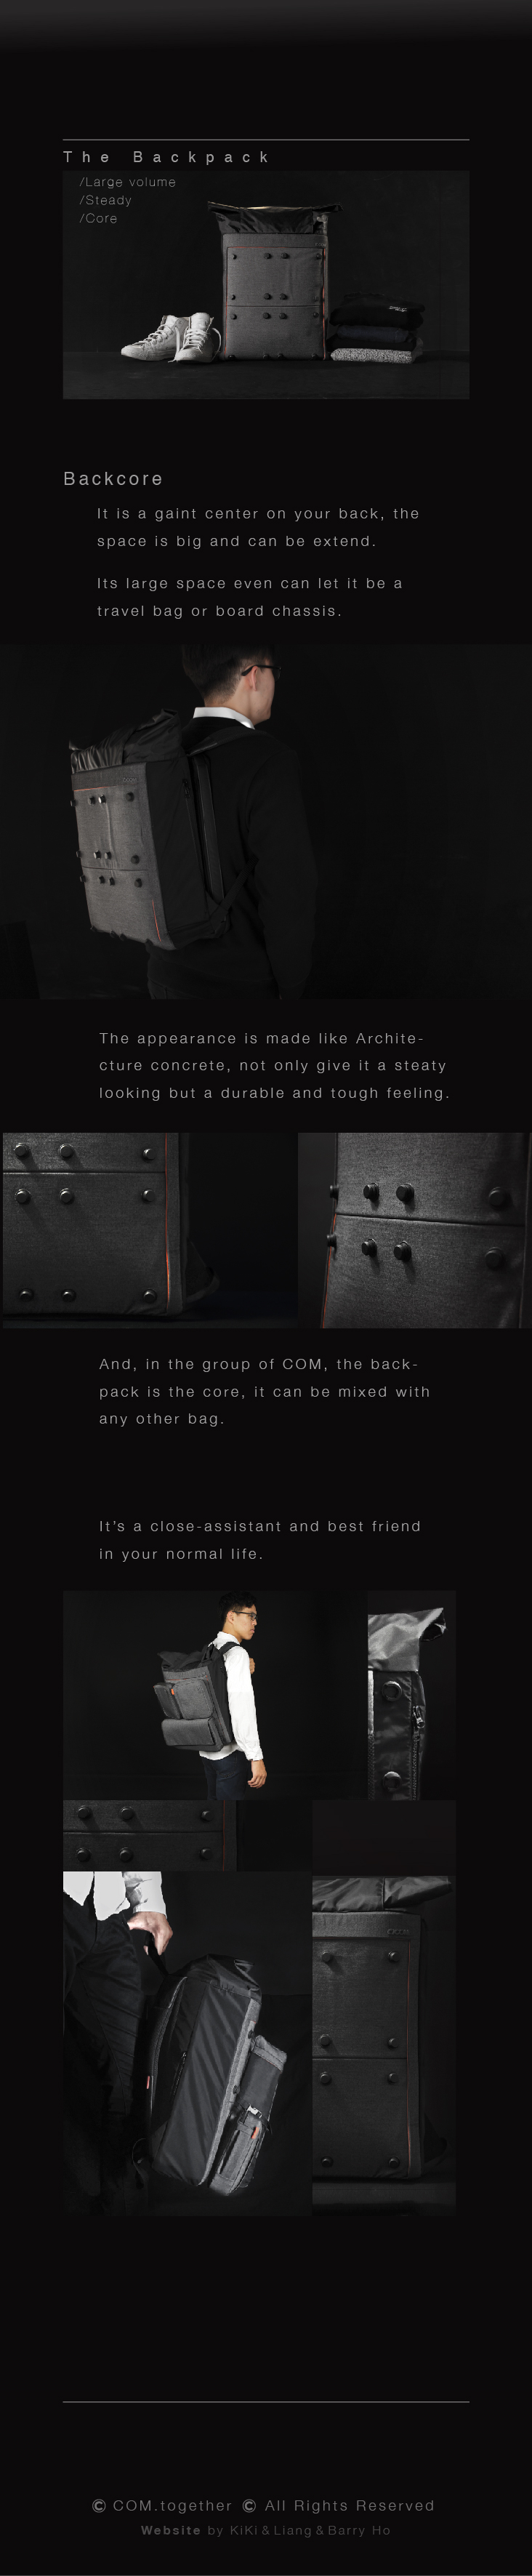 The Backpack
/Large volume
/Steady
/Core
Backcore
It is a gaint center on your back, the
space is big and can be extend.
Its large space even can let it be a
travel bag or board chassis.
The appearance is made like Archite-
cture concrete, not only give it a steaty
looking but a durable and tough feeling.
And, in the group of COM, the back-
pack is the core, it can be mixed with
any other bag.
It's a close-assistant and best friend
in your normal life.
© COM.together © All Rights Reserved
Website by KiKi & Liang & Barry Ho